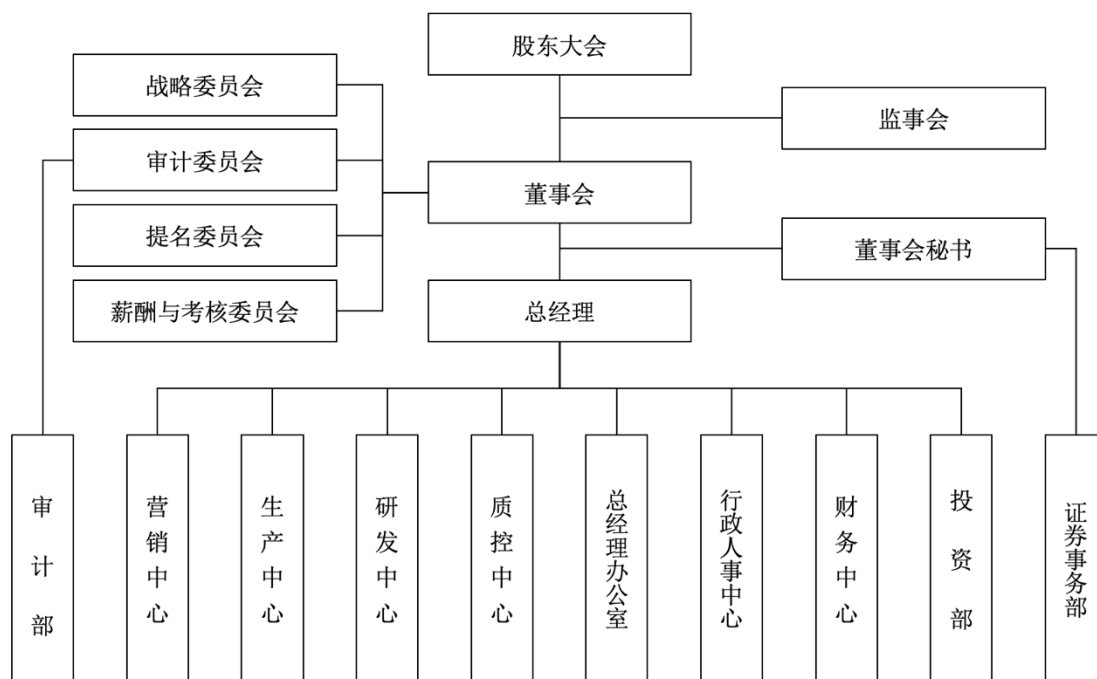 股东大会
战略委员会
监事会
审计委员会
董事会
提名委员会
董事会秘书
薪酬与考核委员会
总经理
审计部
营销中心
生产中心
研发中心
质控中心
总经理办公室
行政人事中心
财务中心
投资部
证券事务部